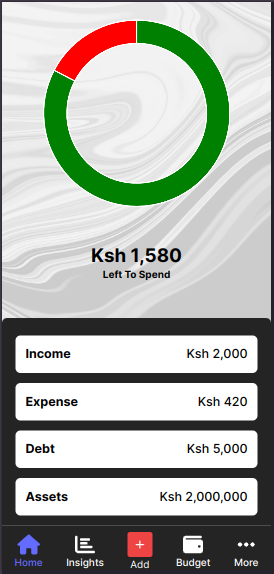 Ksh 1,580
Left To Spend
Income Ksh 2,000
Expense Ksh 420
Debt Ksh 5,000
Assets Ksh 2,000,000
Home Insights Add Budget More